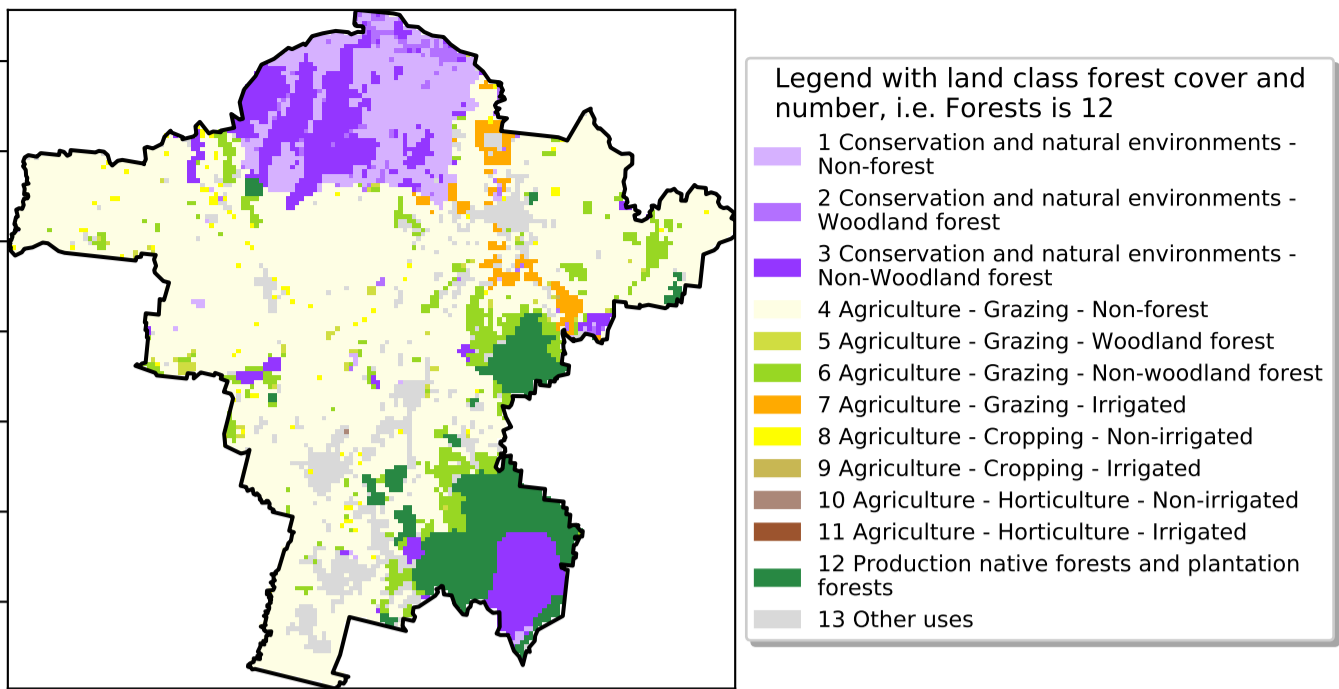 Legend with land class forest cover and
number, i.e. Forests is 12
1 Conservation and natural environments -
Non-forest
2 Conservation and natural environments -
Woodland forest
3 Conservation and natural environments -
Non-Woodland forest
4 Agriculture - Grazing - Non-forest
5 Agriculture - Grazing - Woodland forest
6 Agriculture - Grazing - Non-woodland forest
7 Agriculture - Grazing - Irrigated
8 Agriculture - Cropping - Non-irrigated
9 Agriculture - Cropping - Irrigated
10 Agriculture - Horticulture - Non-irrigated
11 Agriculture - Horticulture - Irrigated
12 Production native forests and plantation
forests
13 Other uses